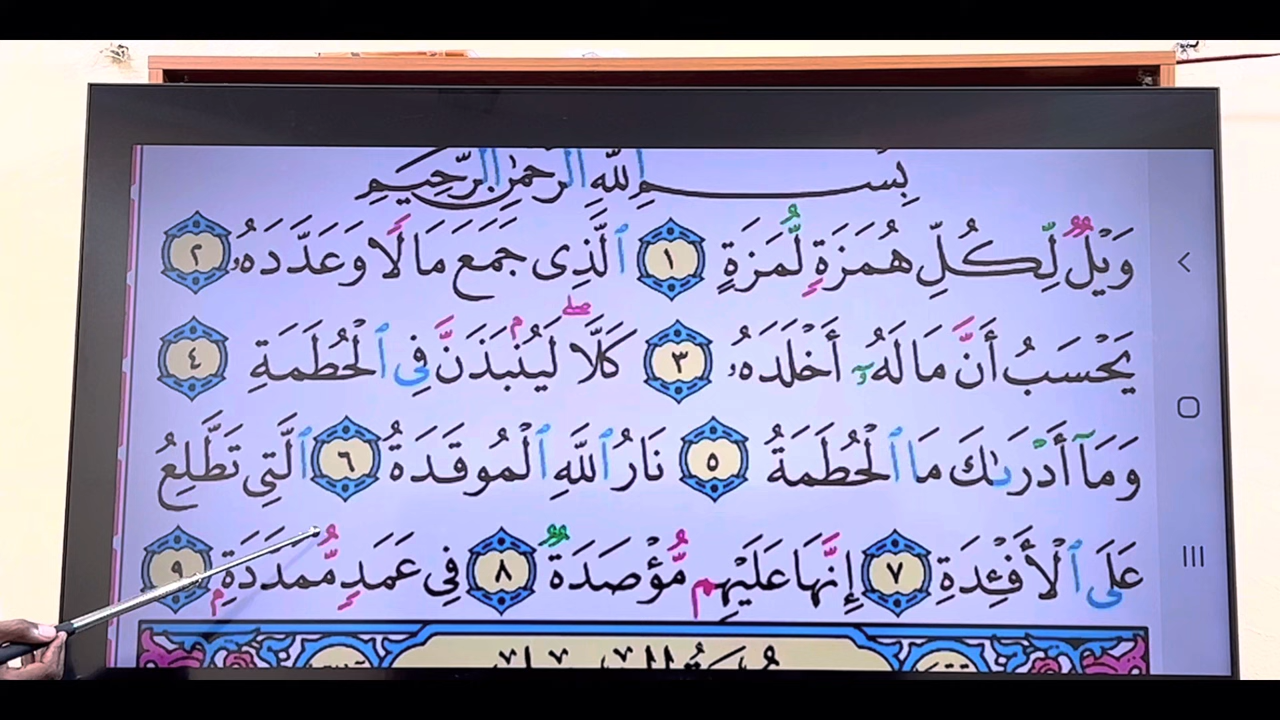 بِسْمِ ٱللَّهِ ٱلرَّحْمَٰنِ ٱلرَّحِيمِ
وَيْلٌ لِّكُلِّ هُمَزَةٍ لُّمَزَةٍ ١ ٱلَّذِى جَمَعَ مَالًا وَعَدَّدَهُۥ ٢
يَحْسَبُ أَنَّ مَالَهُۥٓ أَخْلَدَهُۥ ٣ كَلَّاۖ لَيُنۢبَذَنَّ فِى ٱلْحُطَمَةِ ٤
وَمَآ أَدْرَىٰكَ مَا ٱلْحُطَمَةُ ٥ نَارُ ٱللَّهِ ٱلْمُوقَدَةُ ٦ ٱلَّتِى تَطَّلِعُ
عَلَى ٱلْأَفْـِٔدَةِ ٧ إِنَّهَا عَلَيْهِم مُّؤْصَدَةٌ ٨ فِى عَمَدٍ مُّمَدَّدَةٍۭ ٩